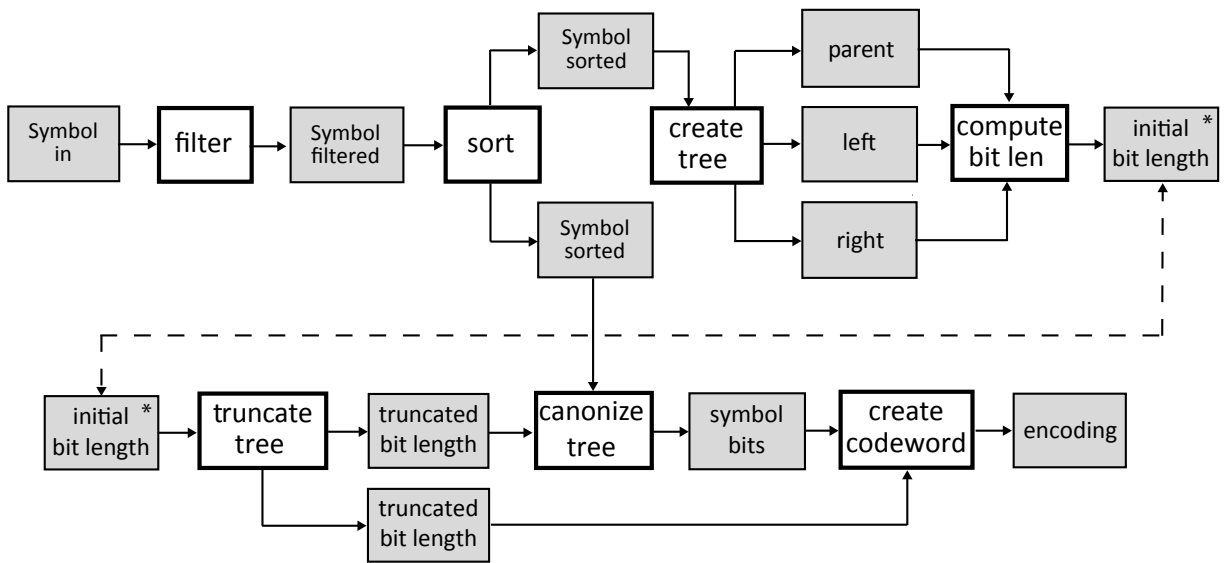 Symbol
in
filter
Symbol
filtered
sort
Symbol
sorted
Symbol
sorted
create
tree
parent
left
right
compute
bit len
initial *
bit length
initial *
bit length
truncate
tree
truncated
bit length
truncated
bit length
canonize
tree
symbol
bits
create
codeword
encoding